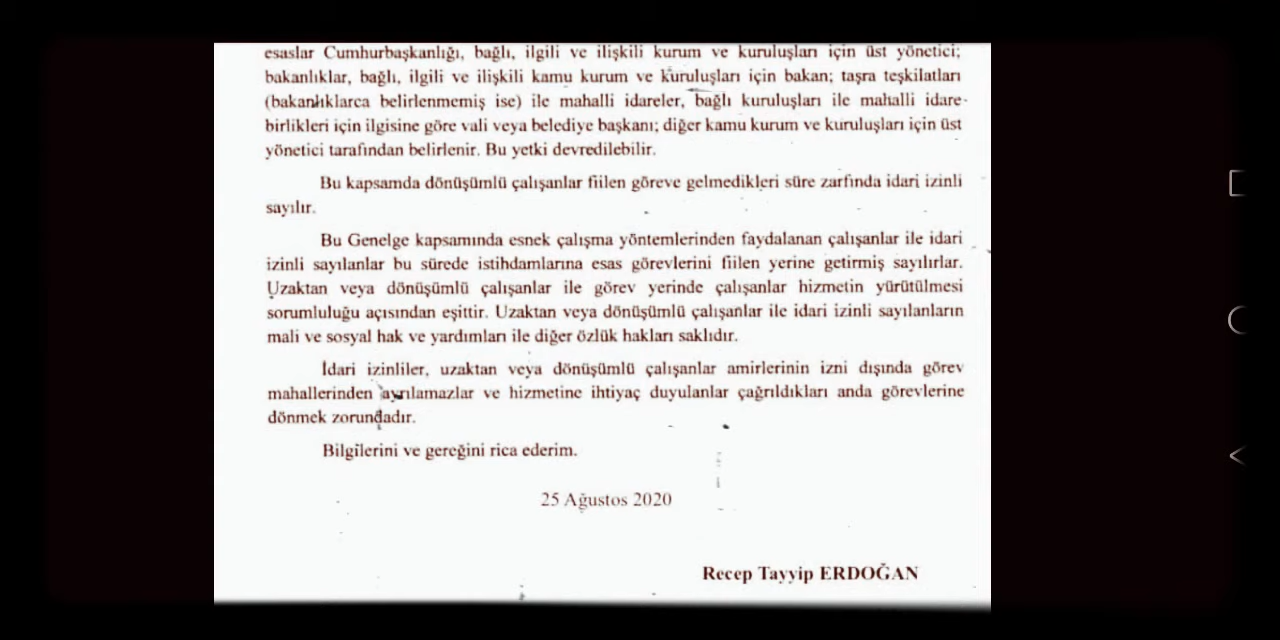 esaslar Cumhurbaşkanlığı, bağlı, ilgili ve ilişkili kurum ve kuruluşları için üst yönetici;
bakanlıklar, bağlı, ilgili ve ilişkili kamu kurum ve kuruluşları için bakan; taşra teşkilatları
(bakanlıklarca belirlenmemiş ise) ile mahalli idareler, bağlı kuruluşları ile mahalli idare
birlikleri için ilgisine göre vali veya belediye başkanı; diğer kamu kurum ve kuruluşları için üst
yönetici tarafından belirlenir. Bu yetki devredilebilir.
Bu kapsamda dönüşümlü çalışanlar fiilen göreve gelmedikleri süre zarfında idari izinli
sayılır.
Bu Genelge kapsamında esnek çalışma yöntemlerinden faydalanan çalışanlar ile idari
izinli sayılanlar bu sürede istihdamlarına esas görevlerini fiilen yerine getirmiş sayılırlar.
Uzaktan veya dönüşümlü çalışanlar ile görev yerinde çalışanlar hizmetin yürütülmesi
sorumluluğu açısından eşittir. Uzaktan veya dönüşümlü çalışanlar ile idari izinli sayılanların
mali ve sosyal hak ve yardımları ile diğer özlük hakları saklıdır.
İdari izinliler, uzaktan veya dönüşümlü çalışanlar amirlerinin izni dışında görev
mahallerinden ayrılamazlar ve hizmetine ihtiyaç duyulanlar çağrıldıkları anda görevlerine
dönmek zorundadır.
Bilgilerini ve gereğini rica ederim.
25 Ağustos 2020
Recep Tayyip ERDOĞAN